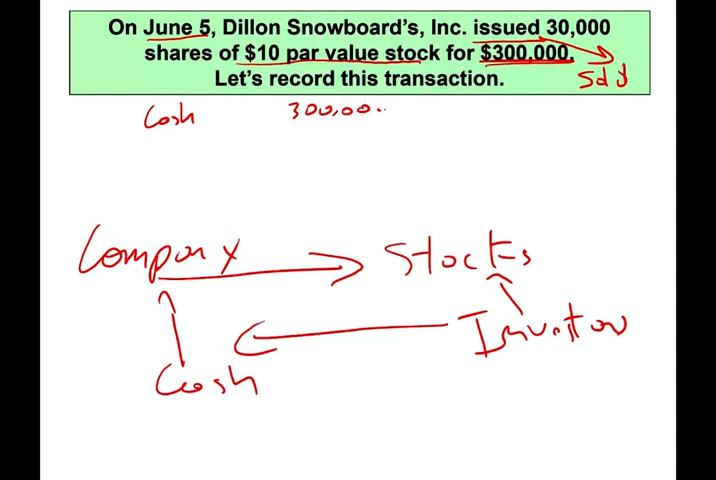 On June 5, Dillon Snowboard's, Inc. issued 30,000
shares of $10 par value stock for $300,000.
Let's record this transaction.
Cash 300,00..
Company Stocks
Investor
Cash